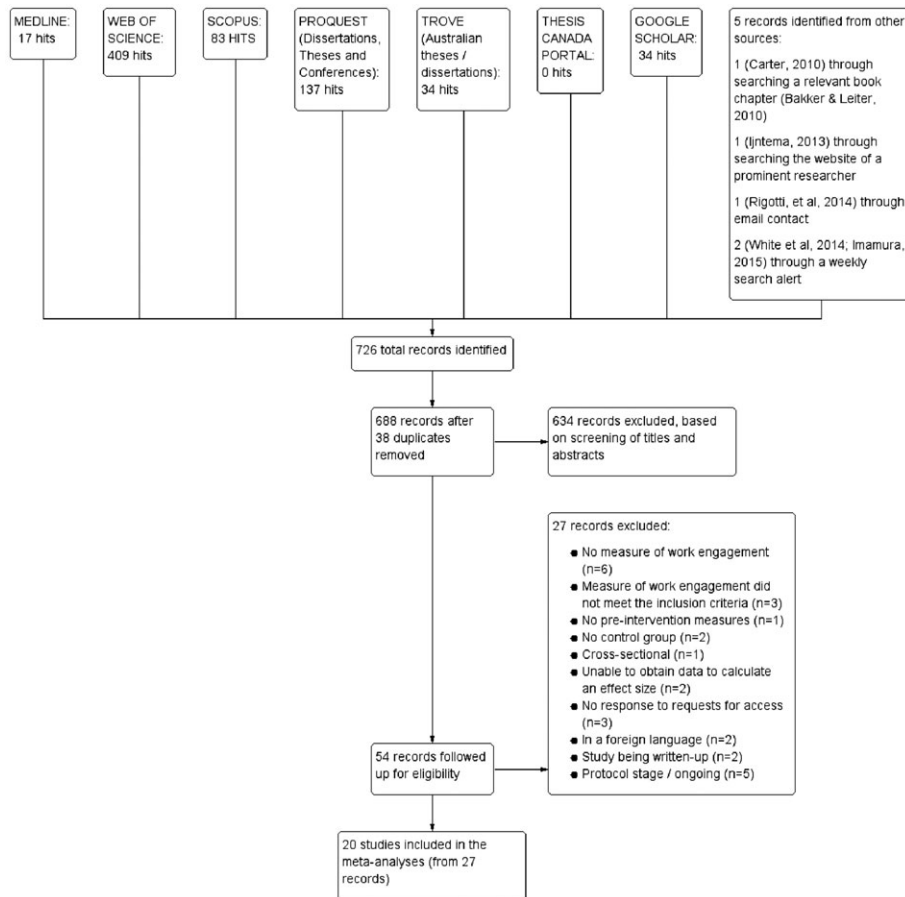 MEDLINE:
17 hits
WEB OF
SCIENCE:
409 hits
SCOPUS:
83 HITS
PROQUEST
(Dissertations,
Theses and
Conferences):
137 hits
TROVE
(Australian
theses /
dissertations):
34 hits
THESIS
CANADA
PORTAL:
0 hits
GOOGLE
SCHOLAR:
34 hits
5 records identified from other
sources:
1 (Carter, 2010) through
searching a relevant book
chapter (Bakker & Leiter,
2010)
1 (Ijntema, 2013) through
searching the website of a
prominent researcher
1 (Rigotti, et al, 2014) through
email contact
2 (White et al, 2014; Imamura,
2015) through a weekly
search alert
726 total records identified
688 records after
38 duplicates
removed
634 records excluded, based
on screening of titles and
abstracts
27 records excluded:
● No measure of work engagement
(n=6)
● Measure of work engagement did
not meet the inclusion criteria (n=3)
● No pre-intervention measures (n=1)
● No control group (n=2)
● Cross-sectional (n=1)
● Unable to obtain data to calculate
an effect size (n=2)
● No response to requests for access
(n=3)
● In a foreign language (n=2)
● Study being written-up (n=2)
● Protocol stage / ongoing (n=5)
54 records followed
up for eligibility
20 studies included in the
meta-analyses (from 27
records)